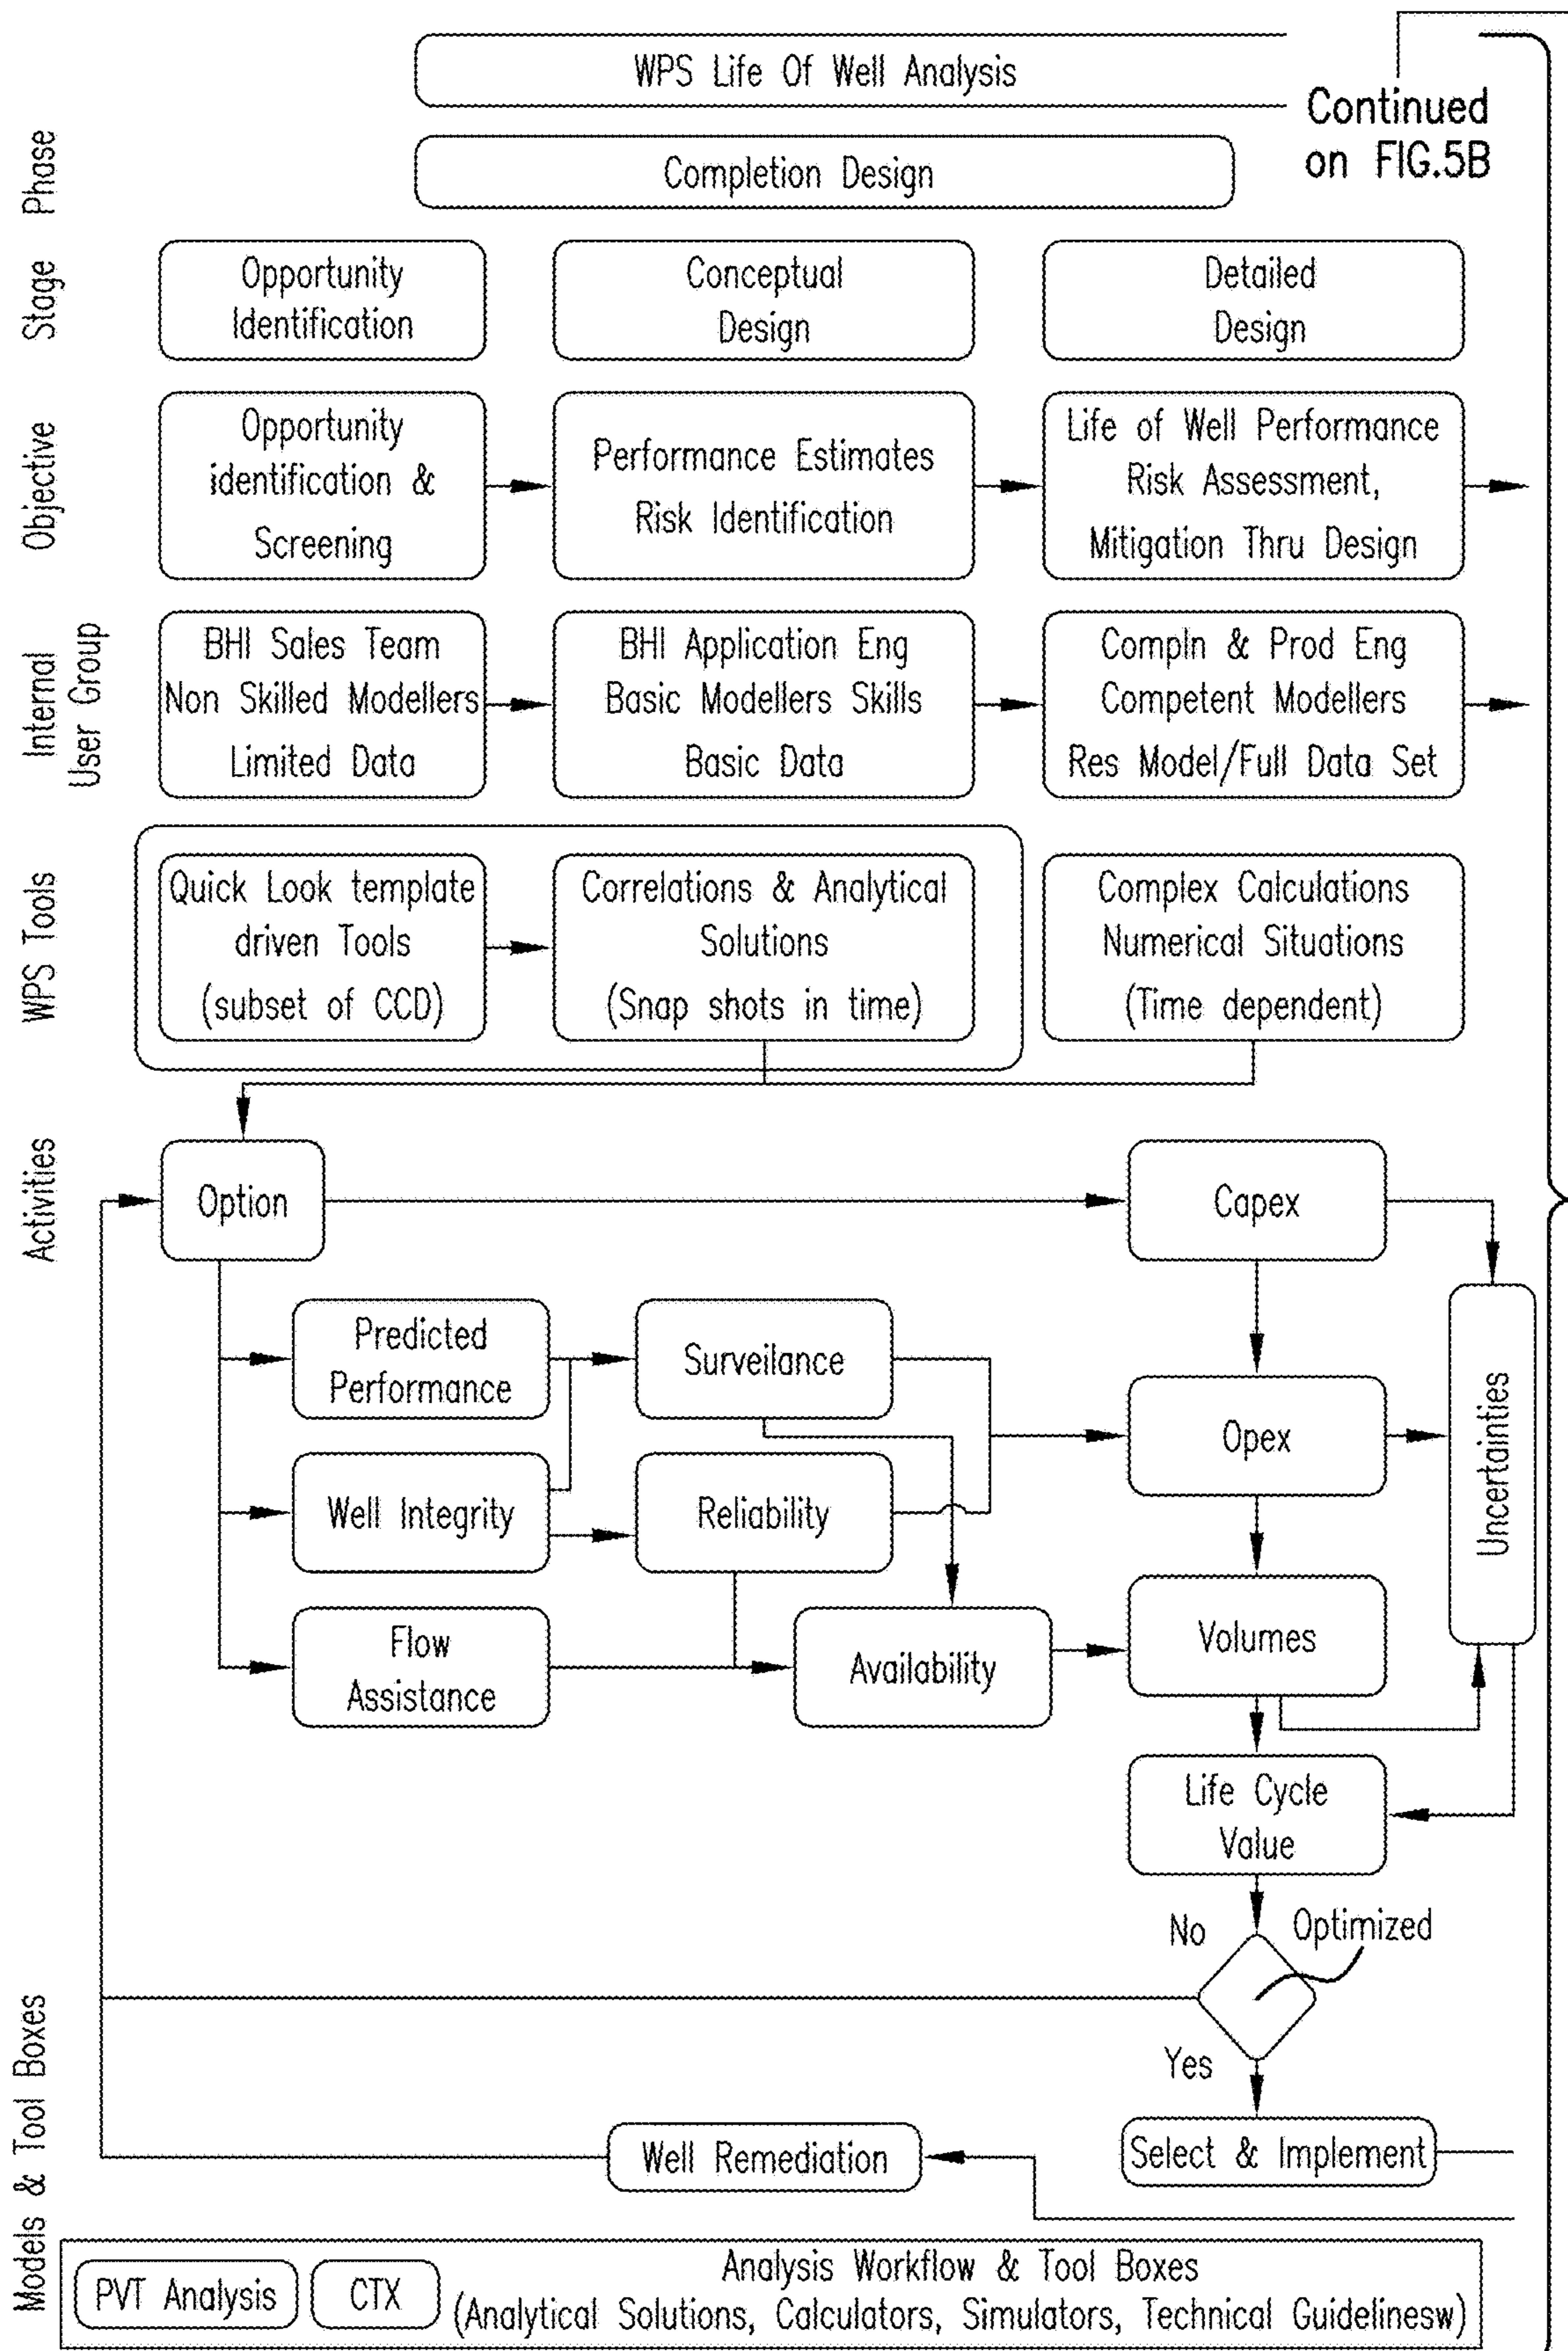 WPS Life Of Well Analysis
Continued
on FIG.5B
Phase
Completion Design
Stage
Opportunity
Identification
Conceptual
Design
Detailed
Design
Objective
Opportunity
identification &
Screening
Performance Estimates
Risk Identification
Life of Well Performance
Risk Assessment,
Mitigation Thru Design
Internal
User Group
BHI Sales Team
Non Skilled Modellers
Limited Data
BHI Application Eng
Basic Modellers Skills
Basic Data
Compln & Prod Eng
Competent Modellers
Res Model/Full Data Set
WPS Tools
Quick Look template
driven Tools
(subset of CCD)
Correlations & Analytical
Solutions
(Snap shots in time)
Complex Calculations
Numerical Situations
(Time dependent)
Activities
Option
Capex
Predicted
Performance
Surveilance
Opex
Uncertainties
Well Integrity
Reliability
Flow
Assistance
Availability
Volumes
Life Cycle
Value
No
Optimized
Yes
Well Remediation
Select & Implement
Models & Tool Boxes
PVT Analysis
CTX
Analysis Workflow & Tool Boxes
(Analytical Solutions, Calculators, Simulators, Technical Guidelinesw)